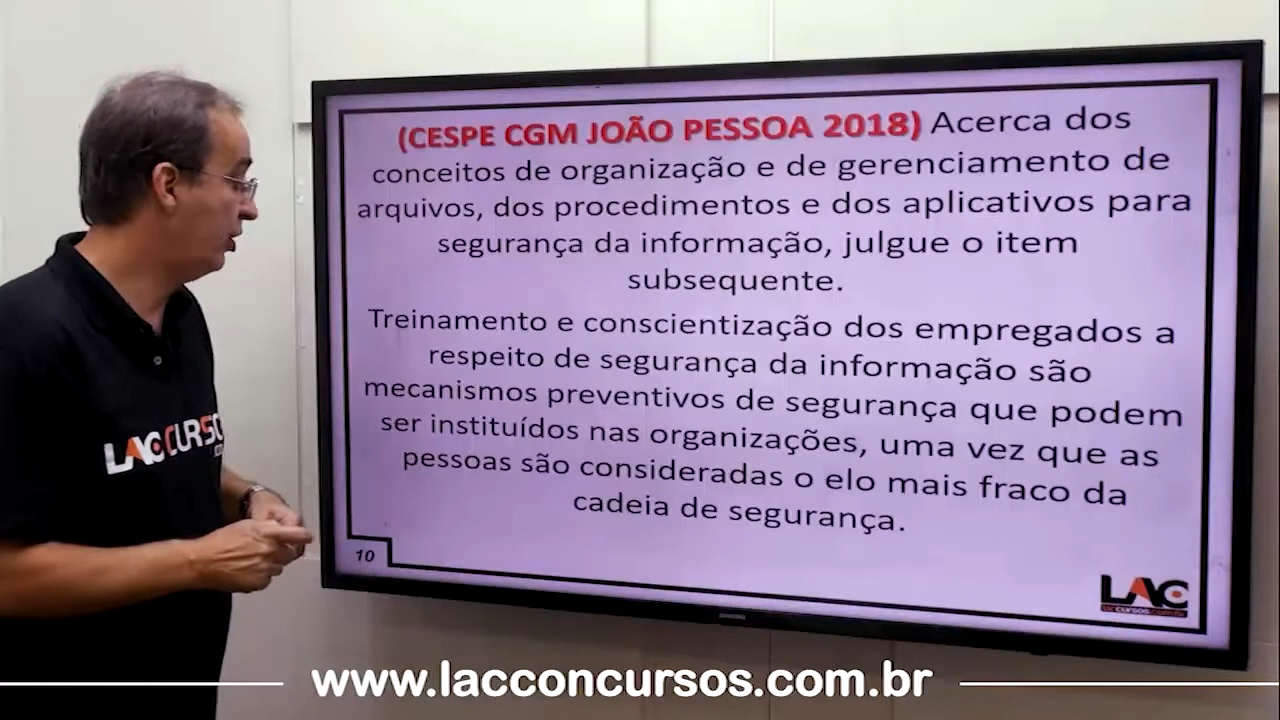 (CESPE CGM JOÃO PESSOA 2018) Acerca dos
conceitos de organização e de gerenciamento de
arquivos, dos procedimentos e dos aplicativos para
segurança da informação, julgue o item
subsequente.
Treinamento e conscientização dos empregados a
respeito de segurança da informação são
mecanismos preventivos de segurança que podem
ser instituídos nas organizações, uma vez que as
pessoas são consideradas o elo mais fraco da
cadeia de segurança.
10
LAC
LAC CURSO
www.lacconcursos.com.br